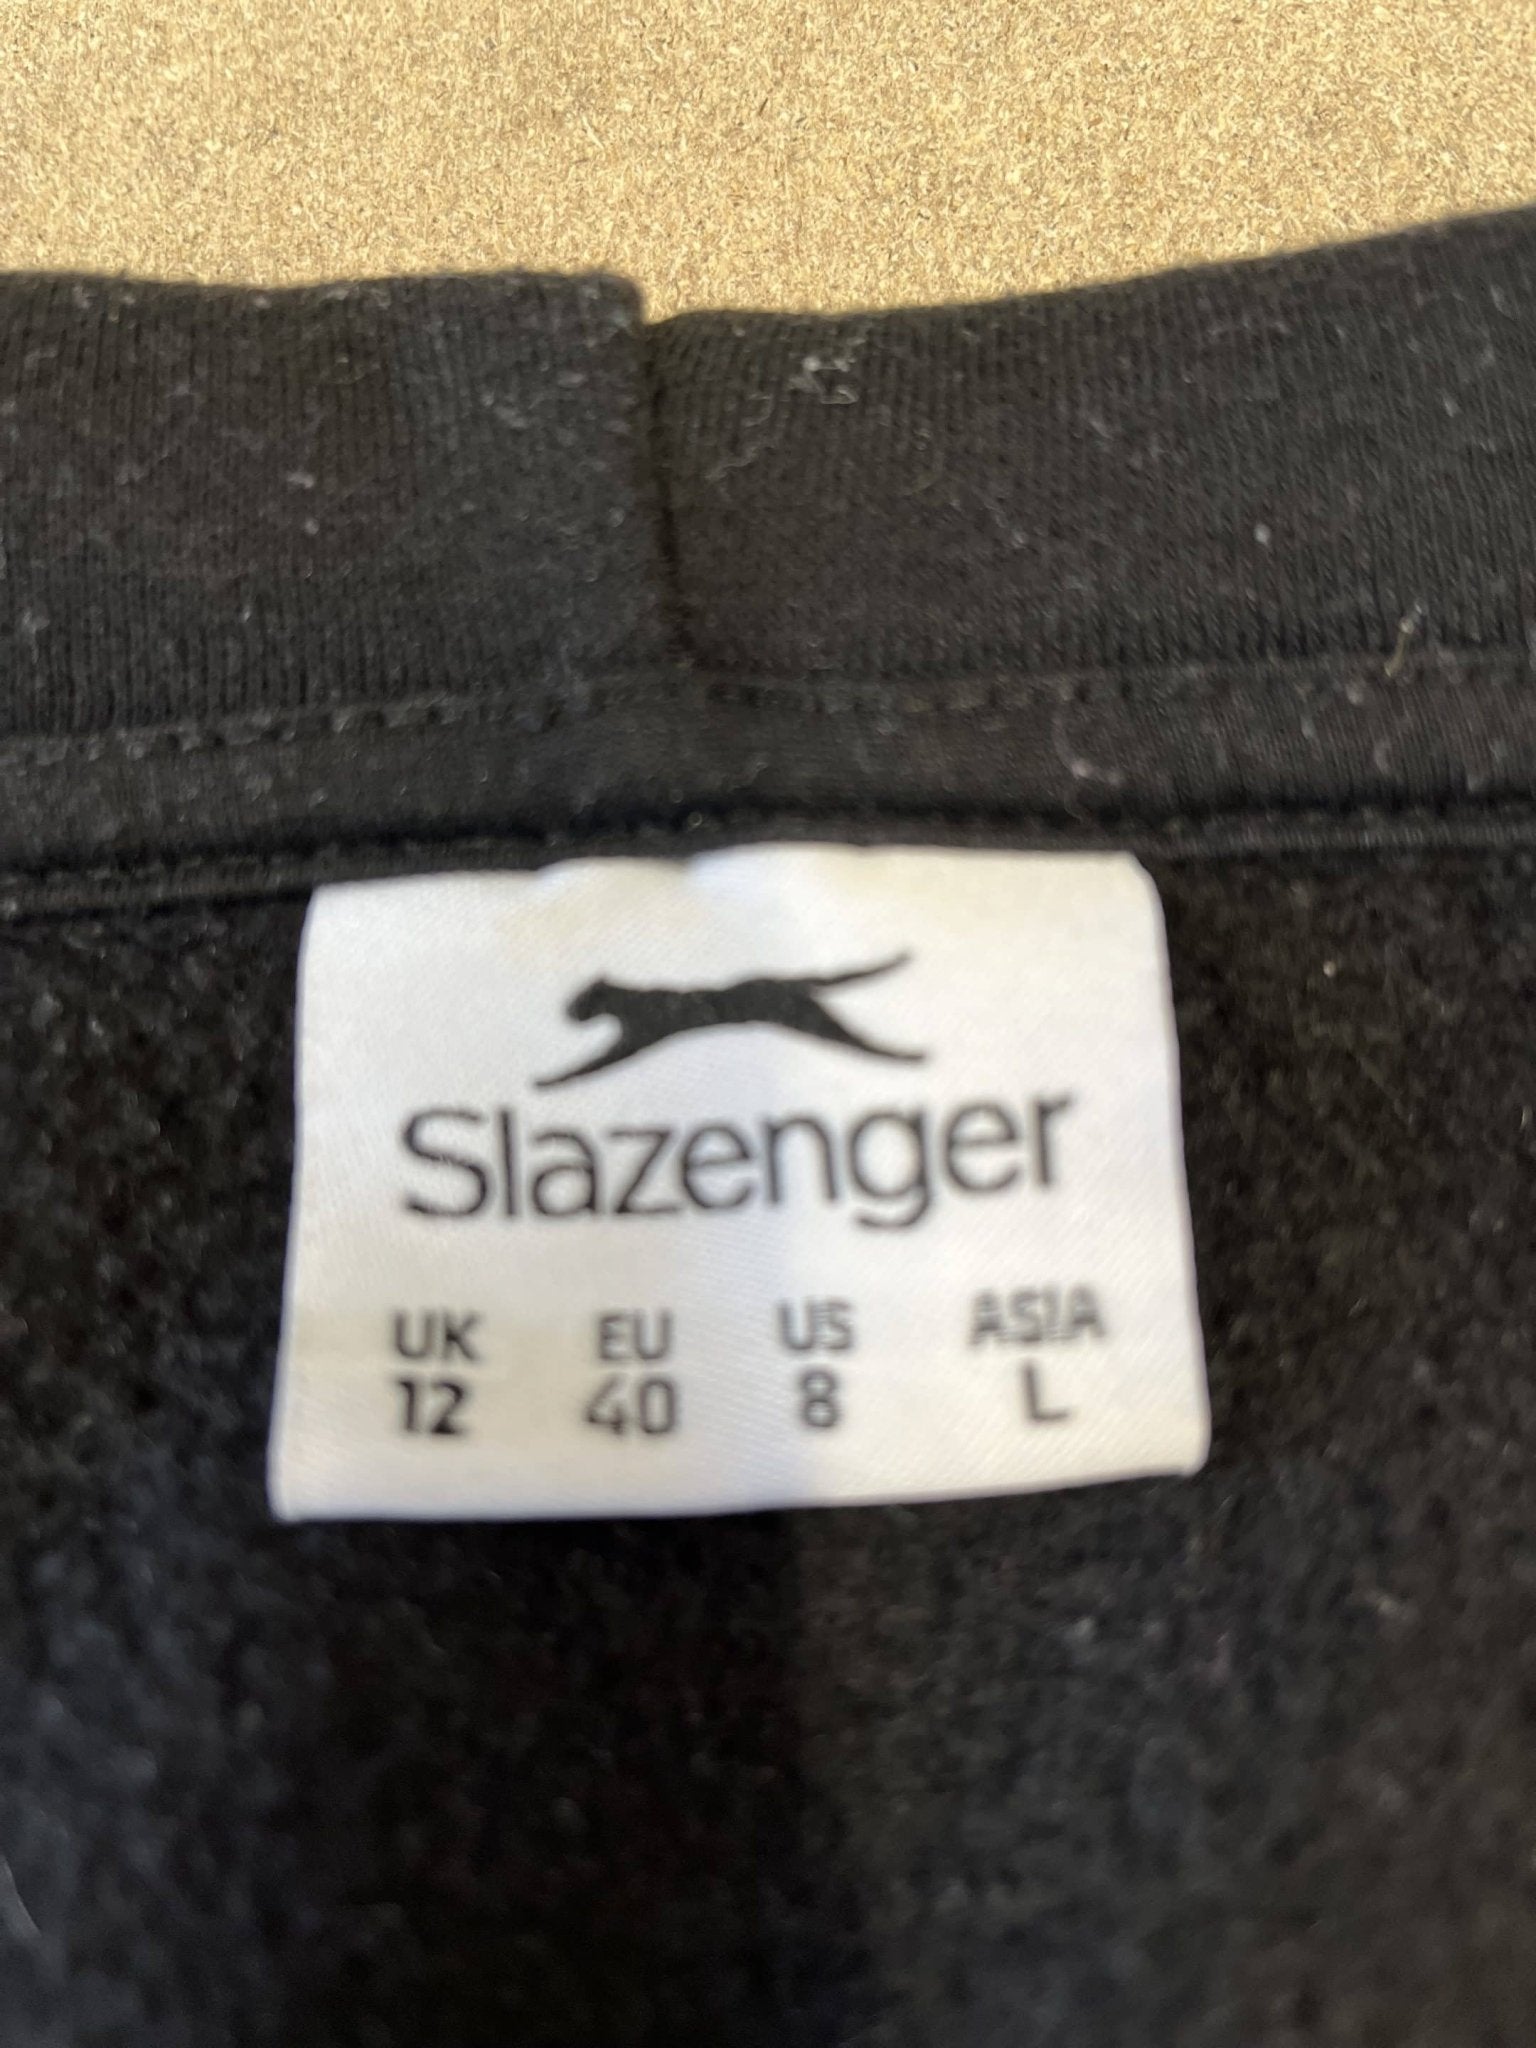 Slazenger
UK EU US ASIA
12 40 8 L